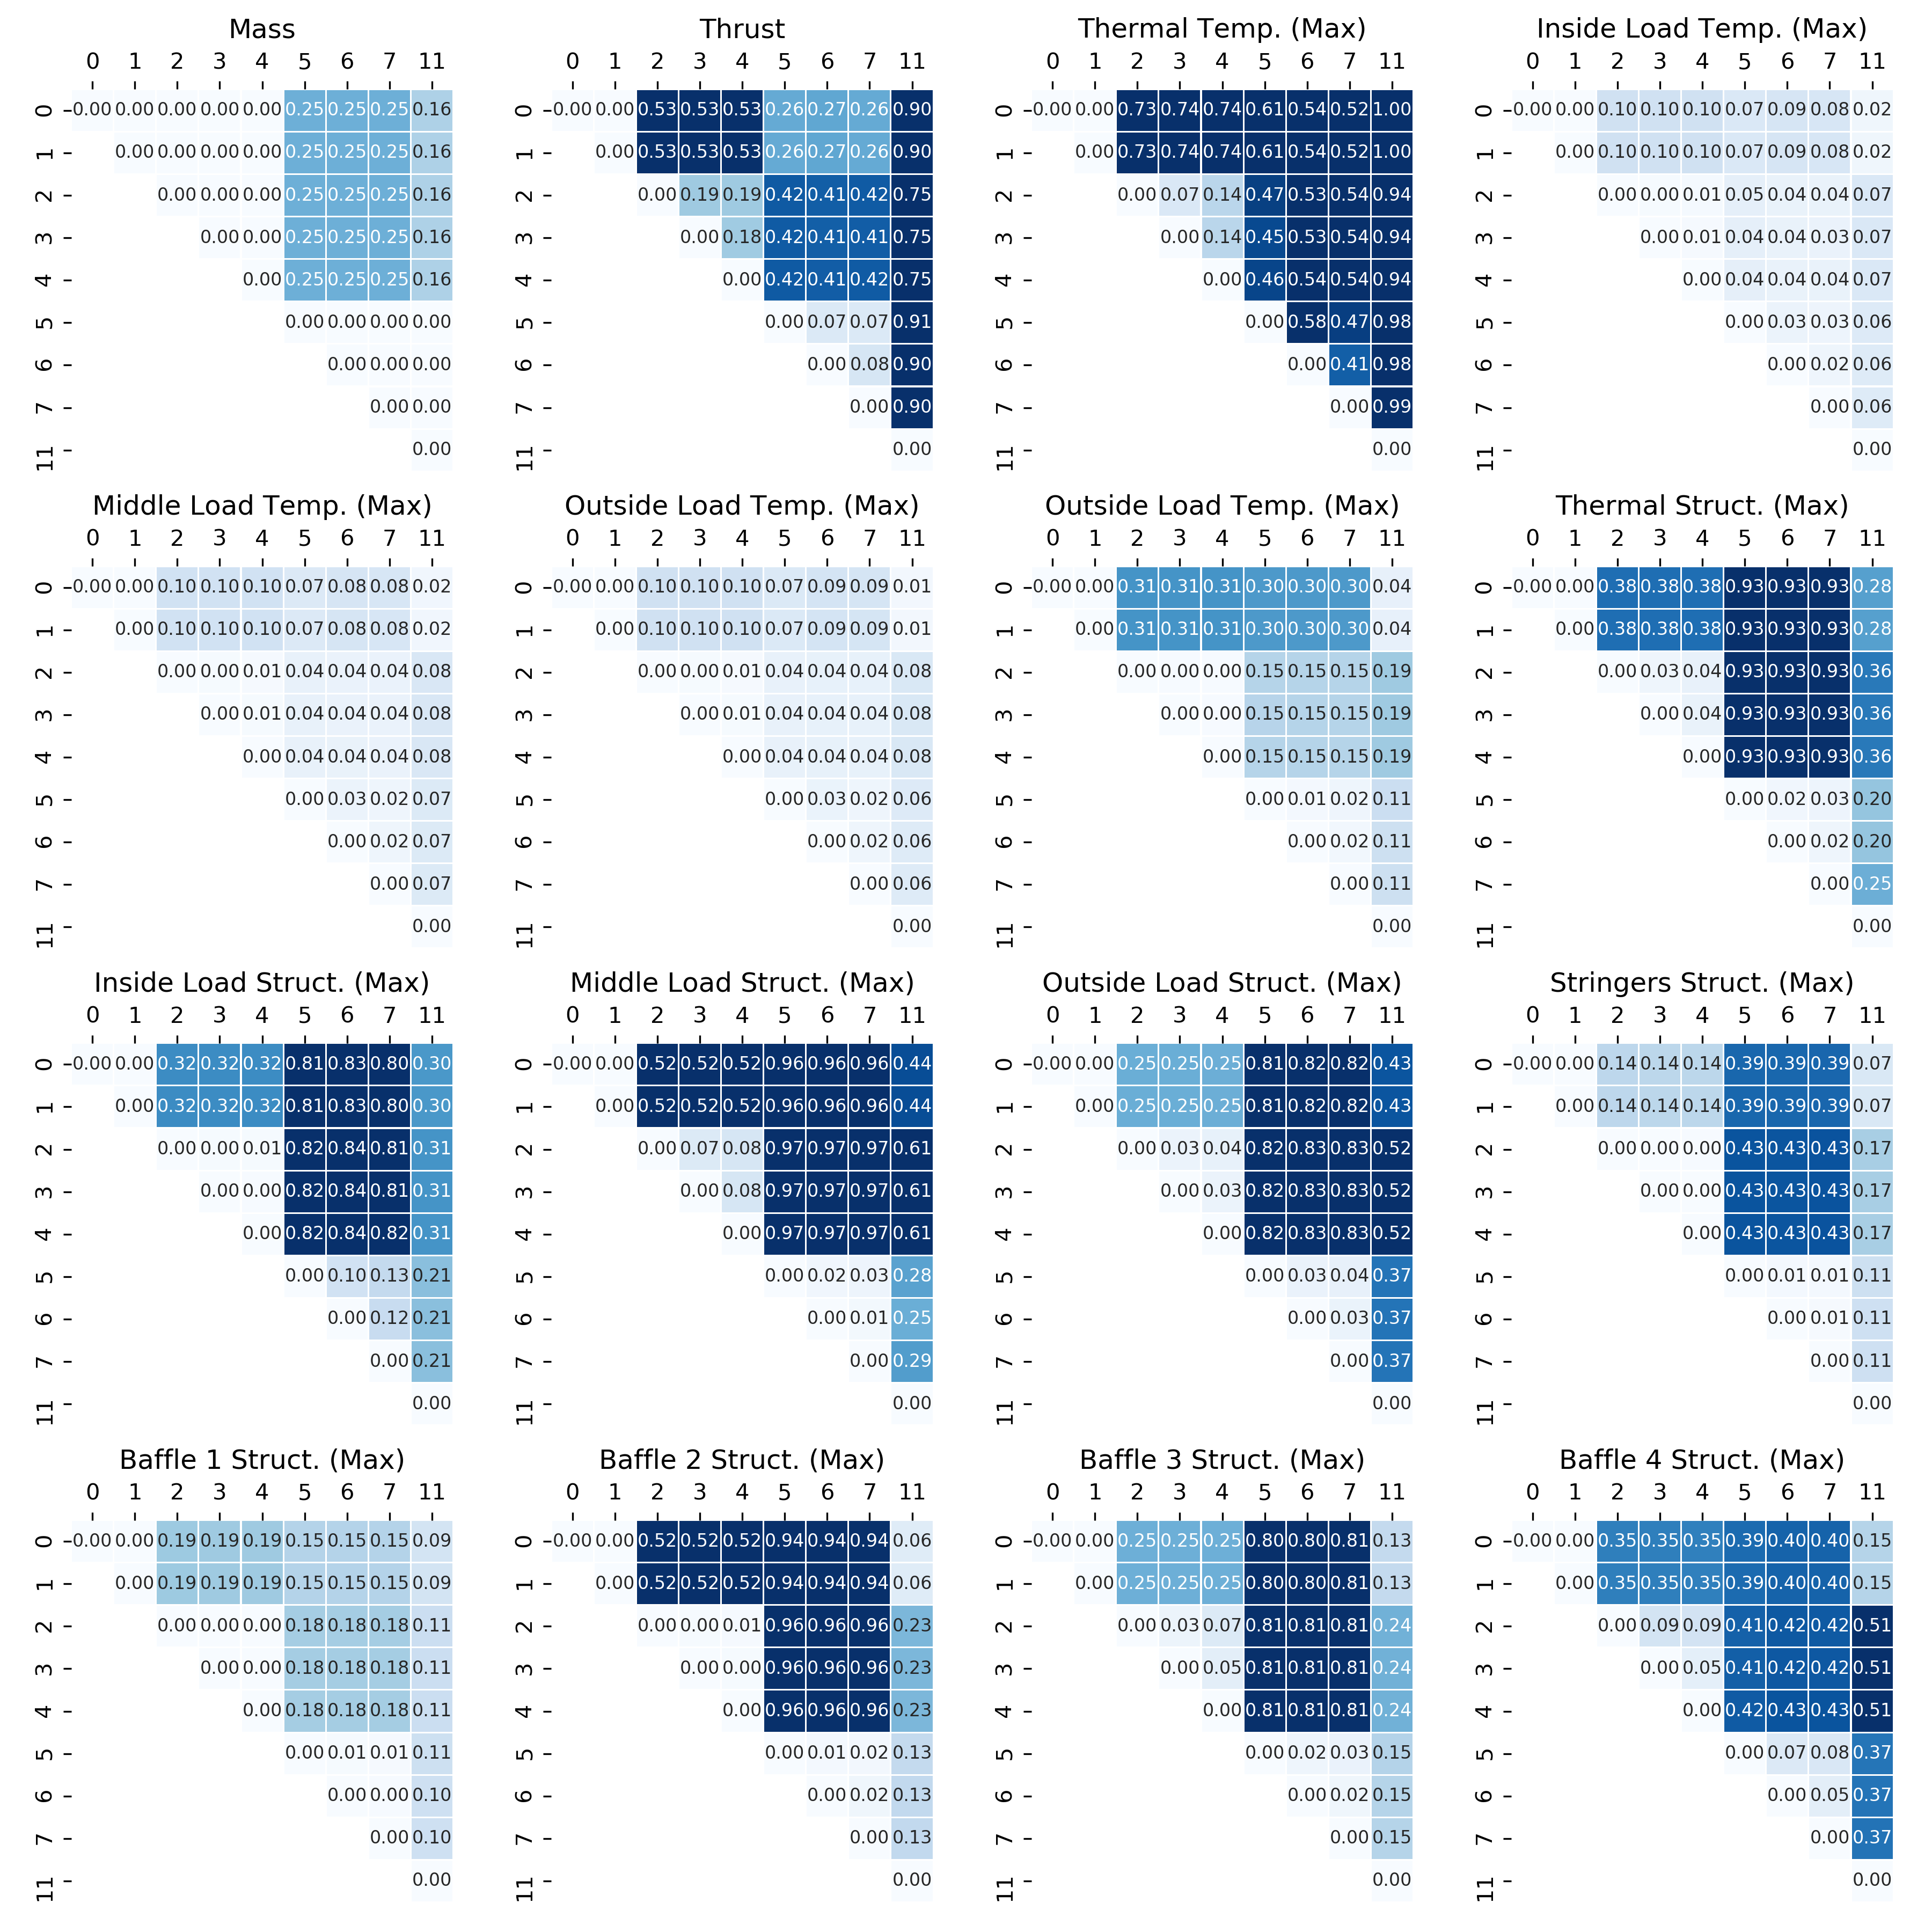 Mass
0 1 2 3 4 5 6 7 11
0 0.00 0.00 0.00 0.00 0.00 0.25 0.25 0.25 0.16
1 0.00 0.00 0.00 0.00 0.25 0.25 0.25 0.16
2 0.00 0.00 0.00 0.25 0.25 0.25 0.16
3 0.00 0.00 0.25 0.25 0.25 0.16
4 0.00 0.25 0.25 0.25 0.16
5 0.00 0.00 0.00 0.00
6 0.00 0.00 0.00
7 0.00 0.00
11 0.00
Thrust
0 1 2 3 4 5 6 7 11
0 0.00 0.00 0.53 0.53 0.53 0.26 0.27 0.26 0.90
1 0.00 0.53 0.53 0.53 0.26 0.27 0.26 0.90
2 0.00 0.19 0.19 0.42 0.41 0.42 0.75
3 0.00 0.18 0.42 0.41 0.41 0.75
4 0.00 0.42 0.41 0.42 0.75
5 0.00 0.07 0.07 0.91
6 0.00 0.08 0.90
7 0.00 0.90
11 0.00
Thermal Temp. (Max)
0 1 2 3 4 5 6 7 11
0 0.00 0.00 0.73 0.74 0.74 0.61 0.54 0.52 1.00
1 0.00 0.73 0.74 0.74 0.61 0.54 0.52 1.00
2 0.00 0.07 0.14 0.47 0.53 0.54 0.94
3 0.00 0.14 0.45 0.53 0.54 0.94
4 0.00 0.46 0.54 0.54 0.94
5 0.00 0.58 0.47 0.98
6 0.00 0.41 0.98
7 0.00 0.99
11 0.00
Inside Load Temp. (Max)
0 1 2 3 4 5 6 7 11
0 0.00 0.00 0.10 0.10 0.10 0.07 0.09 0.08 0.02
1 0.00 0.10 0.10 0.10 0.07 0.09 0.08 0.02
2 0.00 0.00 0.01 0.05 0.04 0.04 0.07
3 0.00 0.01 0.04 0.04 0.03 0.07
4 0.00 0.04 0.04 0.04 0.07
5 0.00 0.03 0.03 0.06
6 0.00 0.02 0.06
7 0.00 0.06
11 0.00
Middle Load Temp. (Max)
0 1 2 3 4 5 6 7 11
0 0.00 0.00 0.10 0.10 0.10 0.07 0.08 0.08 0.02
1 0.00 0.10 0.10 0.10 0.07 0.08 0.08 0.02
2 0.00 0.00 0.01 0.04 0.04 0.04 0.08
3 0.00 0.01 0.04 0.04 0.04 0.08
4 0.00 0.04 0.04 0.04 0.08
5 0.00 0.03 0.02 0.07
6 0.00 0.02 0.07
7 0.00 0.07
11 0.00
Outside Load Temp. (Max)
0 1 2 3 4 5 6 7 11
0 0.00 0.00 0.10 0.10 0.10 0.07 0.09 0.09 0.01
1 0.00 0.10 0.10 0.10 0.07 0.09 0.09 0.01
2 0.00 0.00 0.01 0.04 0.04 0.04 0.08
3 0.00 0.01 0.04 0.04 0.04 0.08
4 0.00 0.04 0.04 0.04 0.08
5 0.00 0.03 0.02 0.06
6 0.00 0.02 0.06
7 0.00 0.06
11 0.00
Outside Load Temp. (Max)
0 1 2 3 4 5 6 7 11
0 0.00 0.00 0.31 0.31 0.31 0.30 0.30 0.30 0.04
1 0.00 0.31 0.31 0.31 0.30 0.30 0.30 0.04
2 0.00 0.00 0.00 0.15 0.15 0.15 0.19
3 0.00 0.00 0.15 0.15 0.15 0.19
4 0.00 0.15 0.15 0.15 0.19
5 0.00 0.01 0.02 0.11
6 0.00 0.02 0.11
7 0.00 0.11
11 0.00
Thermal Struct. (Max)
0 1 2 3 4 5 6 7 11
0 0.00 0.00 0.38 0.38 0.38 0.93 0.93 0.93 0.28
1 0.00 0.38 0.38 0.38 0.93 0.93 0.93 0.28
2 0.00 0.03 0.04 0.93 0.93 0.93 0.36
3 0.00 0.04 0.93 0.93 0.93 0.36
4 0.00 0.93 0.93 0.93 0.36
5 0.00 0.02 0.03 0.20
6 0.00 0.02 0.20
7 0.00 0.25
11 0.00
Inside Load Struct. (Max)
0 1 2 3 4 5 6 7 11
0 0.00 0.00 0.32 0.32 0.32 0.81 0.83 0.80 0.30
1 0.00 0.32 0.32 0.32 0.81 0.83 0.80 0.30
2 0.00 0.00 0.01 0.82 0.84 0.81 0.31
3 0.00 0.00 0.82 0.84 0.81 0.31
4 0.00 0.82 0.84 0.82 0.31
5 0.00 0.10 0.13 0.21
6 0.00 0.12 0.21
7 0.00 0.21
11 0.00
Middle Load Struct. (Max)
0 1 2 3 4 5 6 7 11
0 0.00 0.00 0.52 0.52 0.52 0.96 0.96 0.96 0.44
1 0.00 0.52 0.52 0.52 0.96 0.96 0.96 0.44
2 0.00 0.07 0.08 0.97 0.97 0.97 0.61
3 0.00 0.08 0.97 0.97 0.97 0.61
4 0.00 0.97 0.97 0.97 0.61
5 0.00 0.02 0.03 0.28
6 0.00 0.01 0.25
7 0.00 0.29
11 0.00
Outside Load Struct. (Max)
0 1 2 3 4 5 6 7 11
0 0.00 0.00 0.25 0.25 0.25 0.81 0.82 0.82 0.43
1 0.00 0.25 0.25 0.25 0.81 0.82 0.82 0.43
2 0.00 0.03 0.04 0.82 0.83 0.83 0.52
3 0.00 0.03 0.82 0.83 0.83 0.52
4 0.00 0.82 0.83 0.83 0.52
5 0.00 0.03 0.04 0.37
6 0.00 0.03 0.37
7 0.00 0.37
11 0.00
Stringers Struct. (Max)
0 1 2 3 4 5 6 7 11
0 0.00 0.00 0.14 0.14 0.14 0.39 0.39 0.39 0.07
1 0.00 0.14 0.14 0.14 0.39 0.39 0.39 0.07
2 0.00 0.00 0.00 0.43 0.43 0.43 0.17
3 0.00 0.00 0.43 0.43 0.43 0.17
4 0.00 0.43 0.43 0.43 0.17
5 0.00 0.01 0.01 0.11
6 0.00 0.01 0.11
7 0.00 0.11
11 0.00
Baffle 1 Struct. (Max)
0 1 2 3 4 5 6 7 11
0 0.00 0.00 0.19 0.19 0.19 0.15 0.15 0.15 0.09
1 0.00 0.19 0.19 0.19 0.15 0.15 0.15 0.09
2 0.00 0.00 0.00 0.18 0.18 0.18 0.11
3 0.00 0.00 0.18 0.18 0.18 0.11
4 0.00 0.18 0.18 0.18 0.11
5 0.00 0.01 0.01 0.11
6 0.00 0.00 0.10
7 0.00 0.10
11 0.00
Baffle 2 Struct. (Max)
0 1 2 3 4 5 6 7 11
0 0.00 0.00 0.52 0.52 0.52 0.94 0.94 0.94 0.06
1 0.00 0.52 0.52 0.52 0.94 0.94 0.94 0.06
2 0.00 0.00 0.01 0.96 0.96 0.96 0.23
3 0.00 0.00 0.96 0.96 0.96 0.23
4 0.00 0.96 0.96 0.96 0.23
5 0.00 0.01 0.02 0.13
6 0.00 0.02 0.13
7 0.00 0.13
11 0.00
Baffle 3 Struct. (Max)
0 1 2 3 4 5 6 7 11
0 0.00 0.00 0.25 0.25 0.25 0.80 0.80 0.81 0.13
1 0.00 0.25 0.25 0.25 0.80 0.80 0.81 0.13
2 0.00 0.03 0.07 0.81 0.81 0.81 0.24
3 0.00 0.05 0.81 0.81 0.81 0.24
4 0.00 0.81 0.81 0.81 0.24
5 0.00 0.02 0.03 0.15
6 0.00 0.02 0.15
7 0.00 0.15
11 0.00
Baffle 4 Struct. (Max)
0 1 2 3 4 5 6 7 11
0 0.00 0.00 0.35 0.35 0.35 0.39 0.40 0.40 0.15
1 0.00 0.35 0.35 0.35 0.39 0.40 0.40 0.15
2 0.00 0.09 0.09 0.41 0.42 0.42 0.51
3 0.00 0.05 0.41 0.42 0.42 0.51
4 0.00 0.42 0.43 0.43 0.51
5 0.00 0.07 0.08 0.37
6 0.00 0.05 0.37
7 0.00 0.37
11 0.00